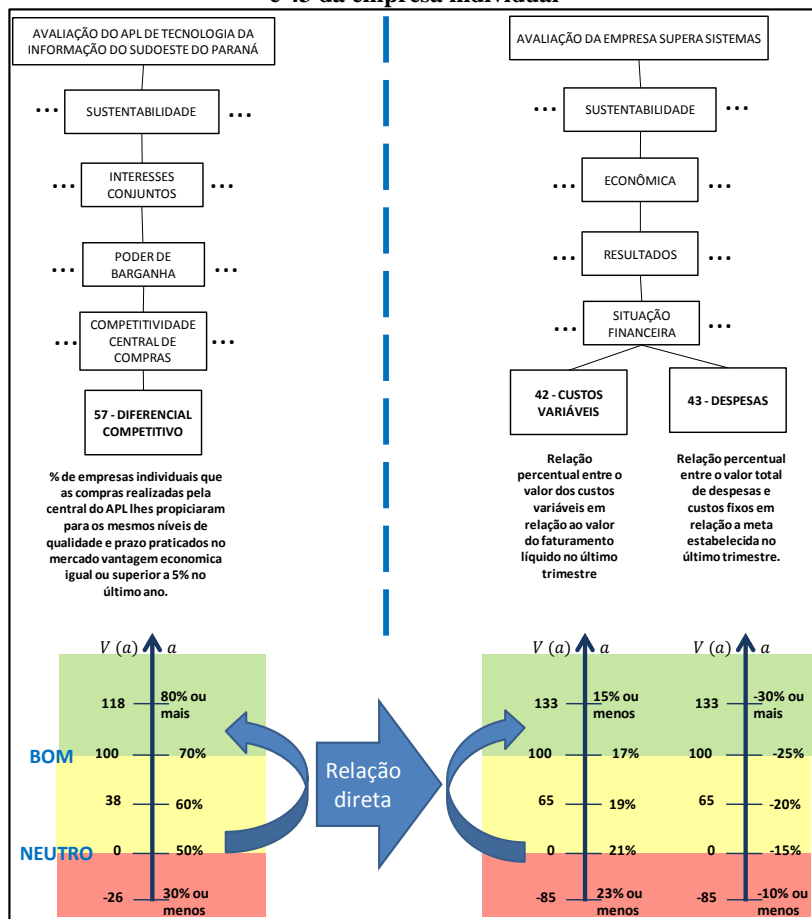 e 43 da empresa individual
AVALIAÇÃO DO APL DE TECNOLOGIA DA
INFORMAÇÃO DO SUDOESTE DO PARANÁ
... SUSTENTABILIDADE ...
... INTERESSES
CONJUNTOS ...
... PODER DE
BARGANHA ...
... COMPETITIVIDADE
CENTRAL DE
COMPRAS ...
57 - DIFERENCIAL
COMPETITIVO
% de empresas individuais que
as compras realizadas pela
central do APL lhes propiciaram
para os mesmos níveis de
qualidade e prazo praticados no
mercado vantagem economica
igual ou superior a 5% no
último ano.
AVALIAÇÃO DA EMPRESA SUPERA SISTEMAS
... SUSTENTABILIDADE ...
... ECONÔMICA ...
... RESULTADOS ...
... SITUAÇÃO
FINANCEIRA ...
42 - CUSTOS
VARIÁVEIS
43 - DESPESAS
Relação
percentual entre o
valor dos custos
variáveis em
relação ao valor
do faturamento
líquido no último
trimestre
Relação percentual
entre o valor total
de despesas e
custos fixos em
relação a meta
estabelecida no
último trimestre.
V (a) a
118 80% ou
mais
BOM 100 70%
38 60%
NEUTRO 0 50%
-26 30% ou
menos
Relação
direta
V (a) a
133 15% ou
menos
100 17%
65 19%
0 21%
-85 23% ou
menos
V (a) a
133 -30% ou
mais
100 -25%
65 -20%
0 -15%
-85 -10% ou
menos